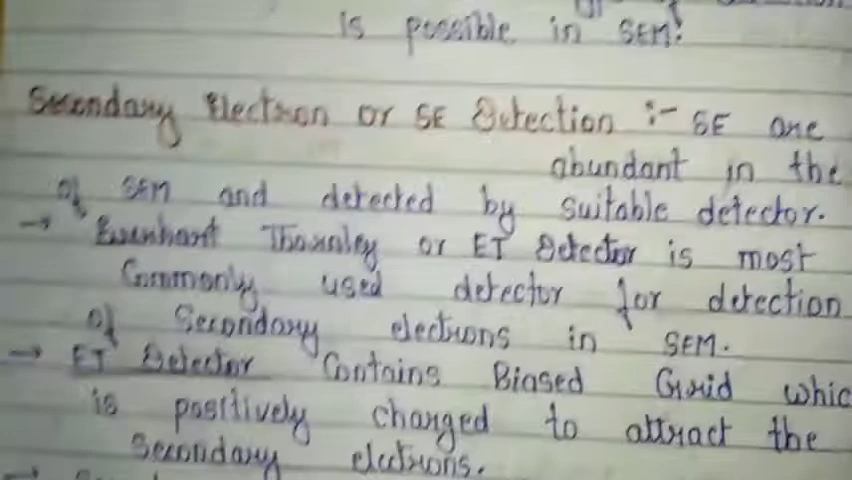 is possible in SEM?
Secondary Electron or SE Detection :- SE are
abundant in the
of SEM and detected by suitable detector.
→ Everhart Thornley or ET Detector is most
Commonly used detector for detection
of Secondary electrons in SEM.
→ ET Detector Contains Biased Grid whic
is positively charged to attract the
Secondary electrons.
→